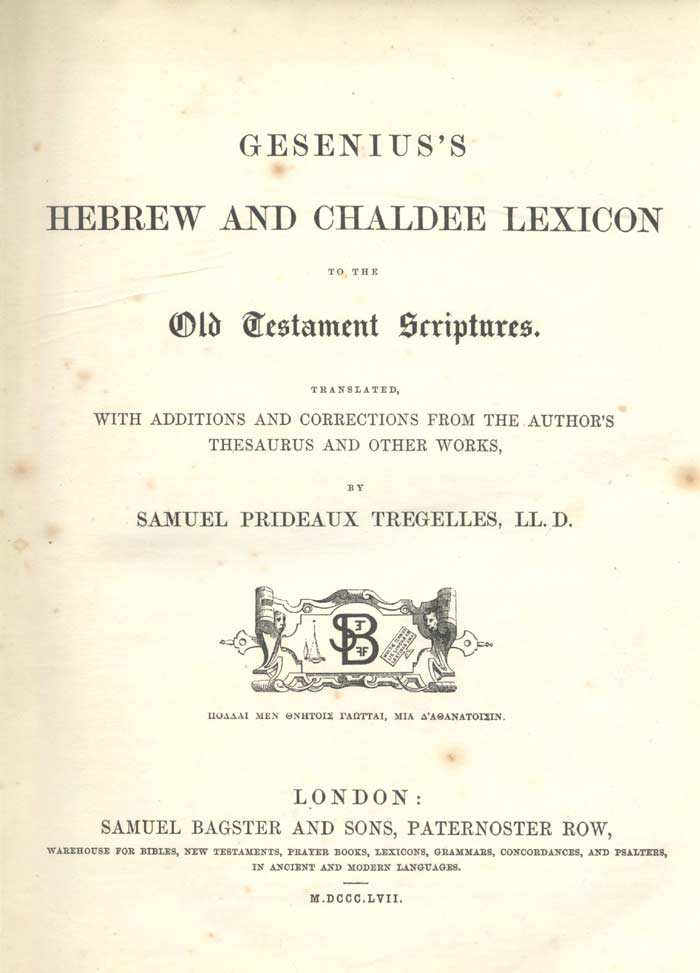 GESENIUS'S
HEBREW AND CHALDEE LEXICON
TO THE
Old Testament Scriptures.
TRANSLATED,
WITH ADDITIONS AND CORRECTIONS FROM THE AUTHOR'S
THESAURUS AND OTHER WORKS,
BY
SAMUEL PRIDEAUX TREGELLES, LL. D.
SB
ΠΟΛΛΑΙ ΜΕΝ ΘΝΗΤΟΙΣ ΓΛΩΤΤΑΙ, ΜΙΑ Δ'ΑΘΑΝΑΤΟΙΣΙΝ.
LONDON:
SAMUEL BAGSTER AND SONS, PATERNOSTER ROW,
WAREHOUSE FOR BIBLES, NEW TESTAMENTS, PRAYER BOOKS, LEXICONS, GRAMMARS, CONCORDANCES, AND PSALTERS,
IN ANCIENT AND MODERN LANGUAGES.
M.DCCC.LVII.